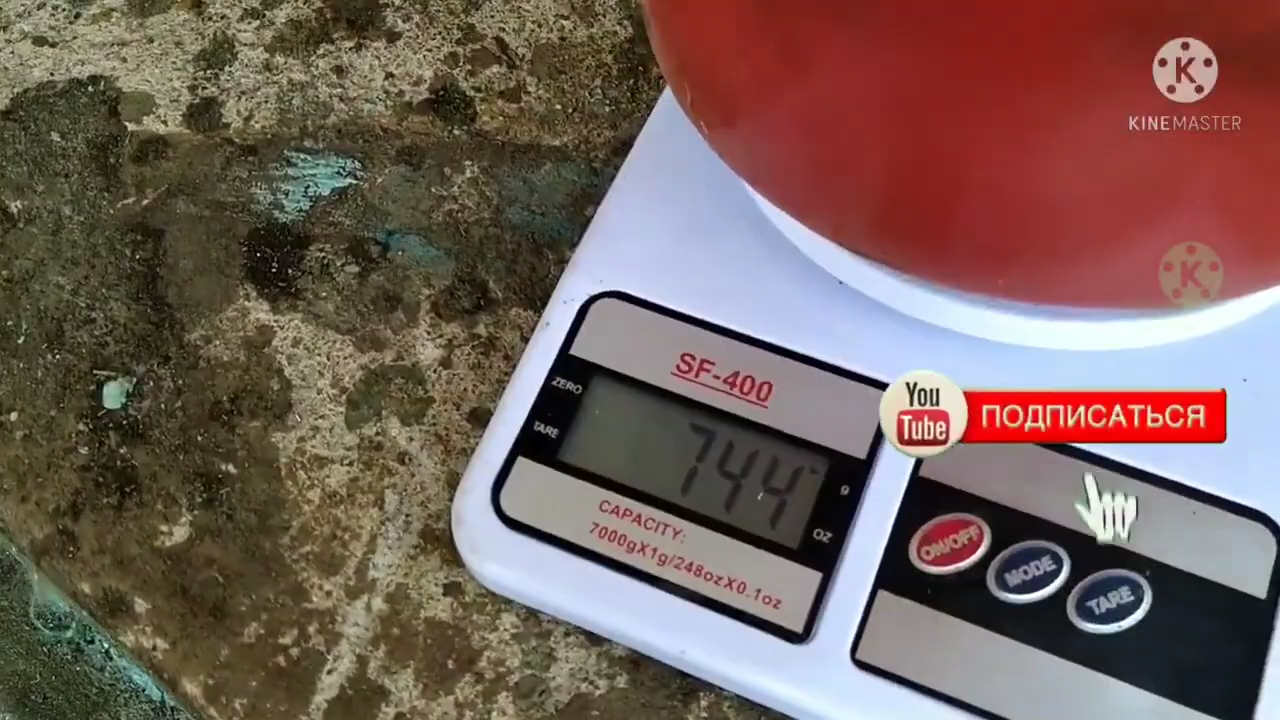 K
KINEMASTER
K
SF-400
ZERO
TARE
744
g
OZ
CAPACITY:
7000gX1g/248ozX0.1oz
You
Tube
ПОДПИСАТЬСЯ
ON/OFF
MODE
TARE